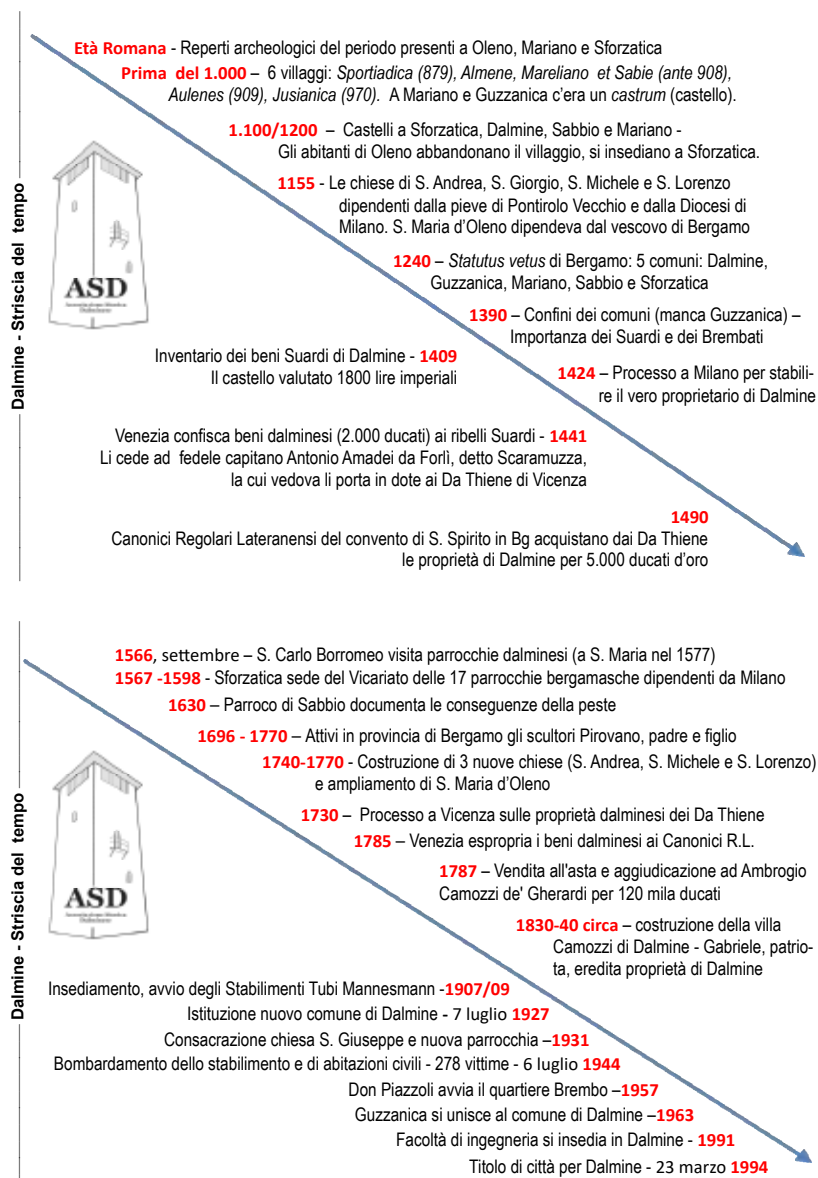 Età Romana - Reperti archeologici del periodo presenti a Oleno, Mariano e Sforzatica
Prima del 1.000 – 6 villaggi: Sportiadica (879), Almene, Mareliano et Sabie (ante 908),
Aulenes (909), Jusianica (970). A Mariano e Guzzanica c'era un castrum (castello).
1.100/1200 – Castelli a Sforzatica, Dalmine, Sabbio e Mariano -
Gli abitanti di Oleno abbandonano il villaggio, si insediano a Sforzatica.
1155 - Le chiese di S. Andrea, S. Giorgio, S. Michele e S. Lorenzo
dipendenti dalla pieve di Pontirolo Vecchio e dalla Diocesi di
Milano. S. Maria d'Oleno dipendeva dal vescovo di Bergamo
1240 – Statutus vetus di Bergamo: 5 comuni: Dalmine,
Guzzanica, Mariano, Sabbio e Sforzatica
1390 – Confini dei comuni (manca Guzzanica) –
Importanza dei Suardi e dei Brembati
Inventario dei beni Suardi di Dalmine - 1409
Il castello valutato 1800 lire imperiali
1424 – Processo a Milano per stabili-
re il vero proprietario di Dalmine
Venezia confisca beni dalminesi (2.000 ducati) ai ribelli Suardi - 1441
Li cede ad fedele capitano Antonio Amadei da Forlì, detto Scaramuzza,
la cui vedova li porta in dote ai Da Thiene di Vicenza
1490
Canonici Regolari Lateranensi del convento di S. Spirito in Bg acquistano dai Da Thiene
le proprietà di Dalmine per 5.000 ducati d'oro
Dalmine - Striscia del tempo
ASD
Associazione Storica
Dalminese
1566, settembre – S. Carlo Borromeo visita parrocchie dalminesi (a S. Maria nel 1577)
1567 -1598 - Sforzatica sede del Vicariato delle 17 parrocchie bergamasche dipendenti da Milano
1630 – Parroco di Sabbio documenta le conseguenze della peste
1696 - 1770 – Attivi in provincia di Bergamo gli scultori Pirovano, padre e figlio
1740-1770 - Costruzione di 3 nuove chiese (S. Andrea, S. Michele e S. Lorenzo)
e ampliamento di S. Maria d'Oleno
1730 – Processo a Vicenza sulle proprietà dalminesi dei Da Thiene
1785 – Venezia espropria i beni dalminesi ai Canonici R.L.
1787 – Vendita all'asta e aggiudicazione ad Ambrogio
Camozzi de' Gherardi per 120 mila ducati
1830-40 circa – costruzione della villa
Camozzi di Dalmine - Gabriele, patrio-
ta, eredita proprietà di Dalmine
Insediamento, avvio degli Stabilimenti Tubi Mannesmann -1907/09
Istituzione nuovo comune di Dalmine - 7 luglio 1927
Consacrazione chiesa S. Giuseppe e nuova parrocchia –1931
Bombardamento dello stabilimento e di abitazioni civili - 278 vittime - 6 luglio 1944
Don Piazzoli avvia il quartiere Brembo –1957
Guzzanica si unisce al comune di Dalmine –1963
Facoltà di ingegneria si insedia in Dalmine - 1991
Titolo di città per Dalmine - 23 marzo 1994
Dalmine - Striscia del tempo
ASD
Associazione Storica
Dalminese